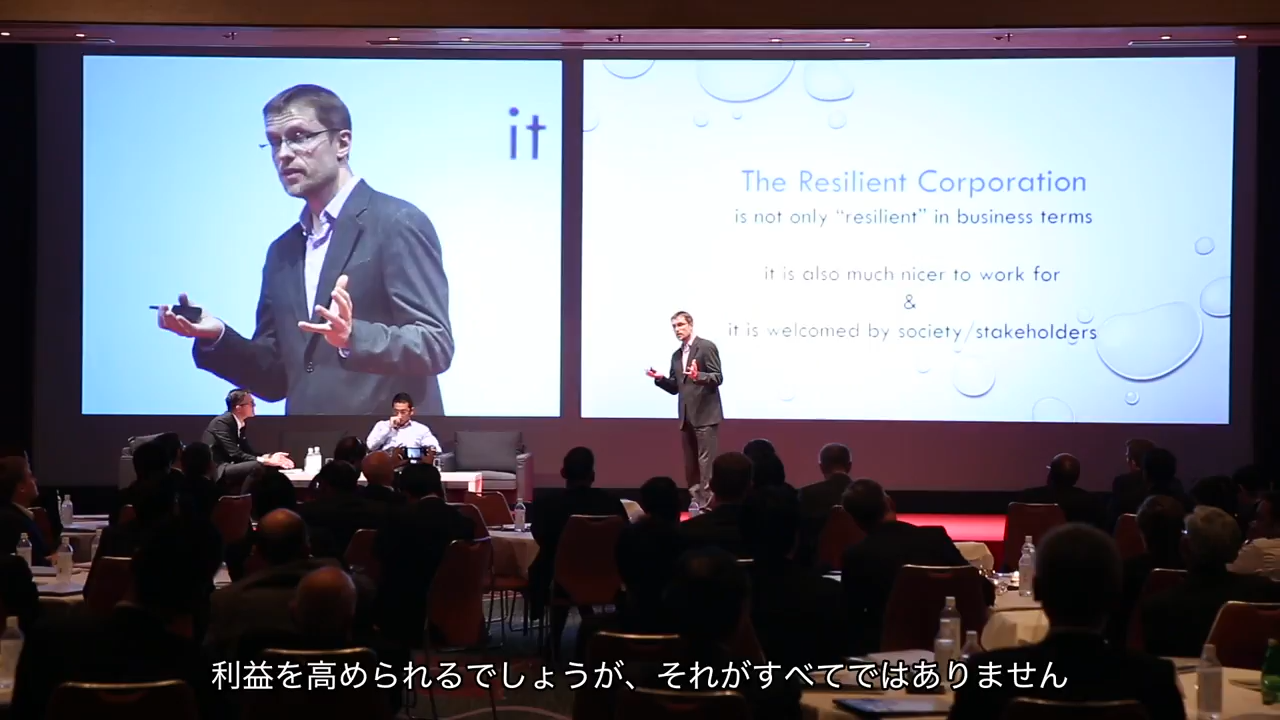 it
The Resilient Corporation
is not only “resilient” in business terms
it is also much nicer to work for
&
it is welcomed by society/stakeholders
利益を高められるでしょうが、それがすべてではありません